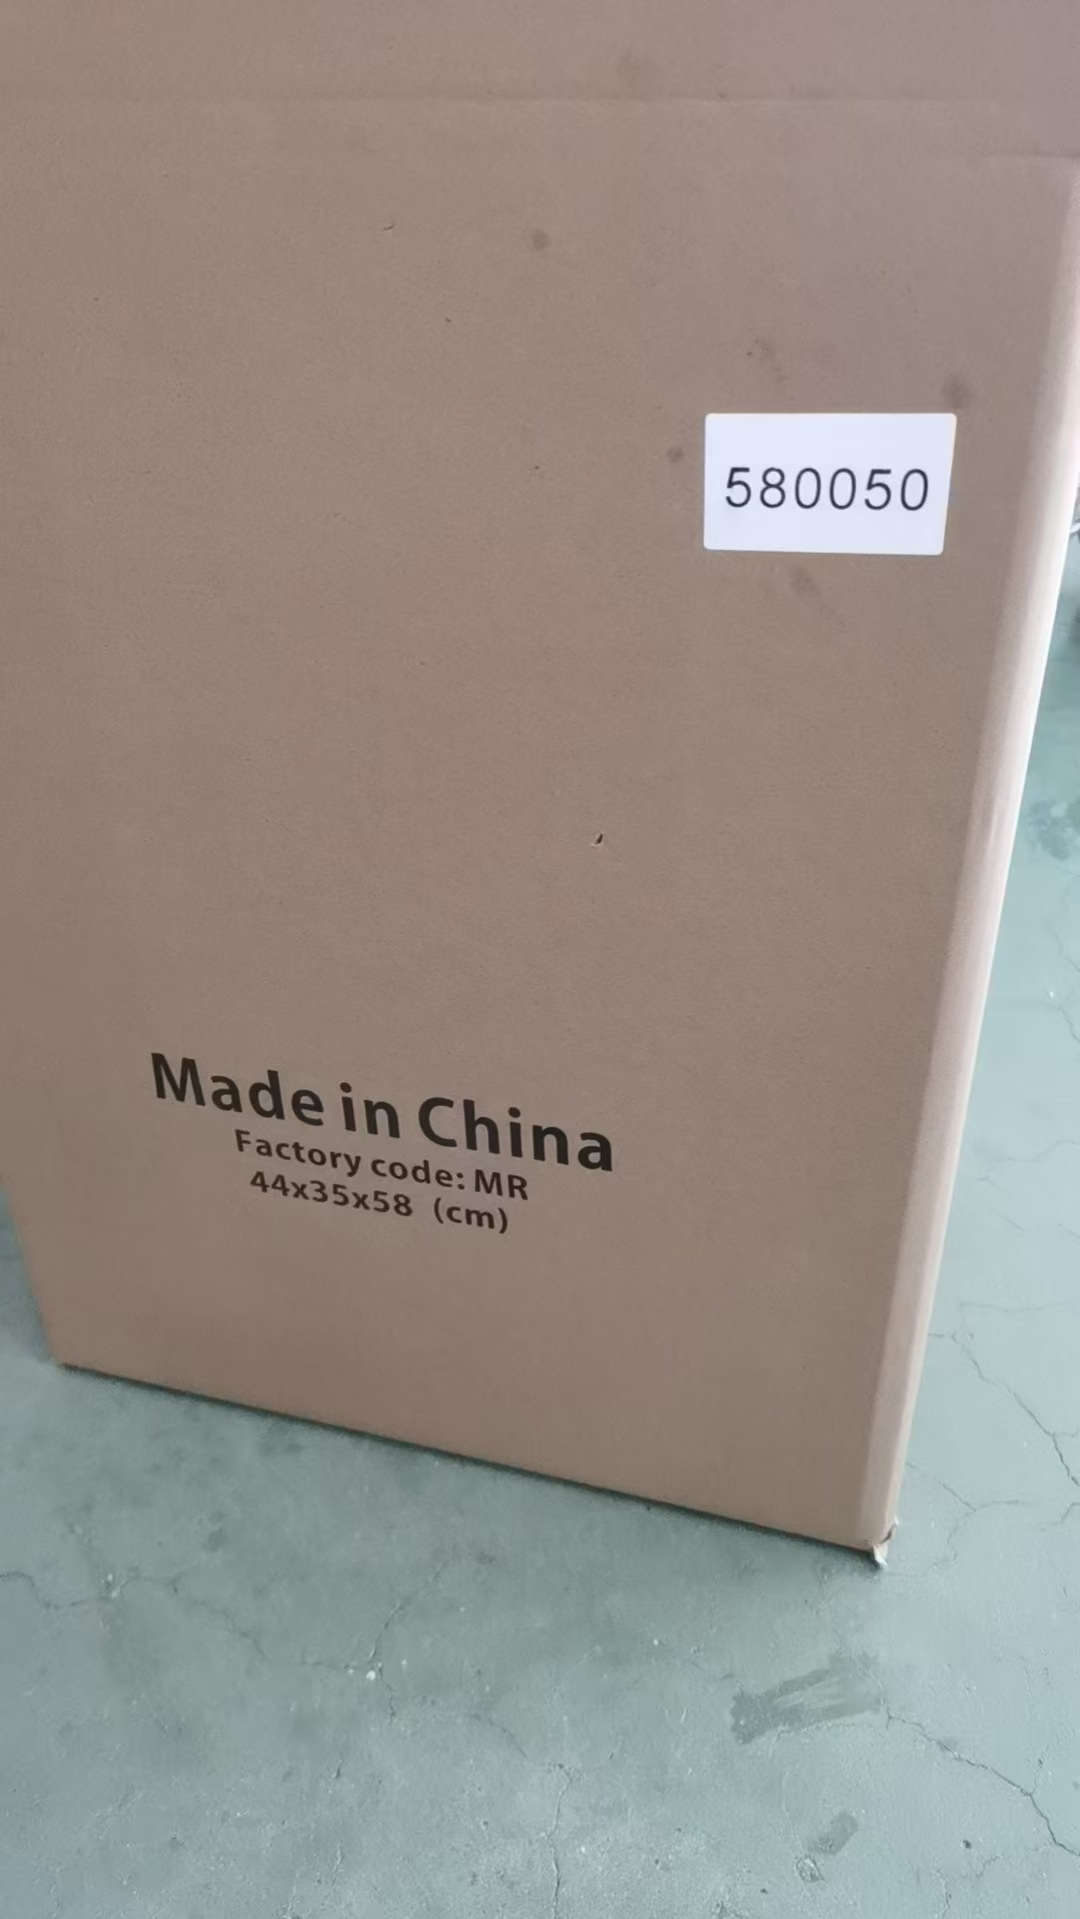 580050
Made in China
Factory code: MR
44x35x58 (cm)